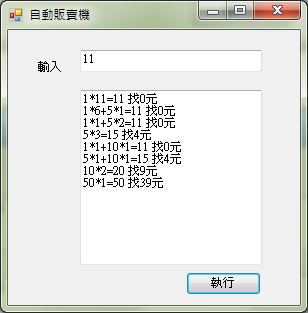 自動販賣機
輸入
11
1*11=11 找0元
1*6+5*1=11 找0元
1*1+5*2=11 找0元
5*3=15 找4元
1*1+10*1=11 找0元
5*1+10*1=15 找4元
10*2=20 找9元
50*1=50 找39元
執行